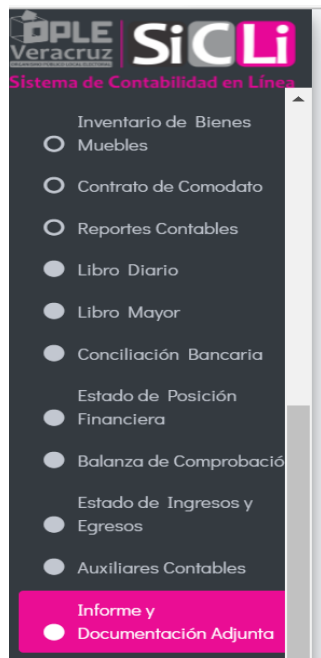 OPLE
Veracruz
ORGANISMO PÚBLICO LOCAL ELECTORAL
SiCLi
Sistema de Contabilidad en Línea
Inventario de Bienes
Muebles
Contrato de Comodato
Reportes Contables
Libro Diario
Libro Mayor
Conciliación Bancaria
Estado de Posición
Financiera
Balanza de Comprobació
Estado de Ingresos y
Egresos
Auxiliares Contables
Informe y
Documentación Adjunta